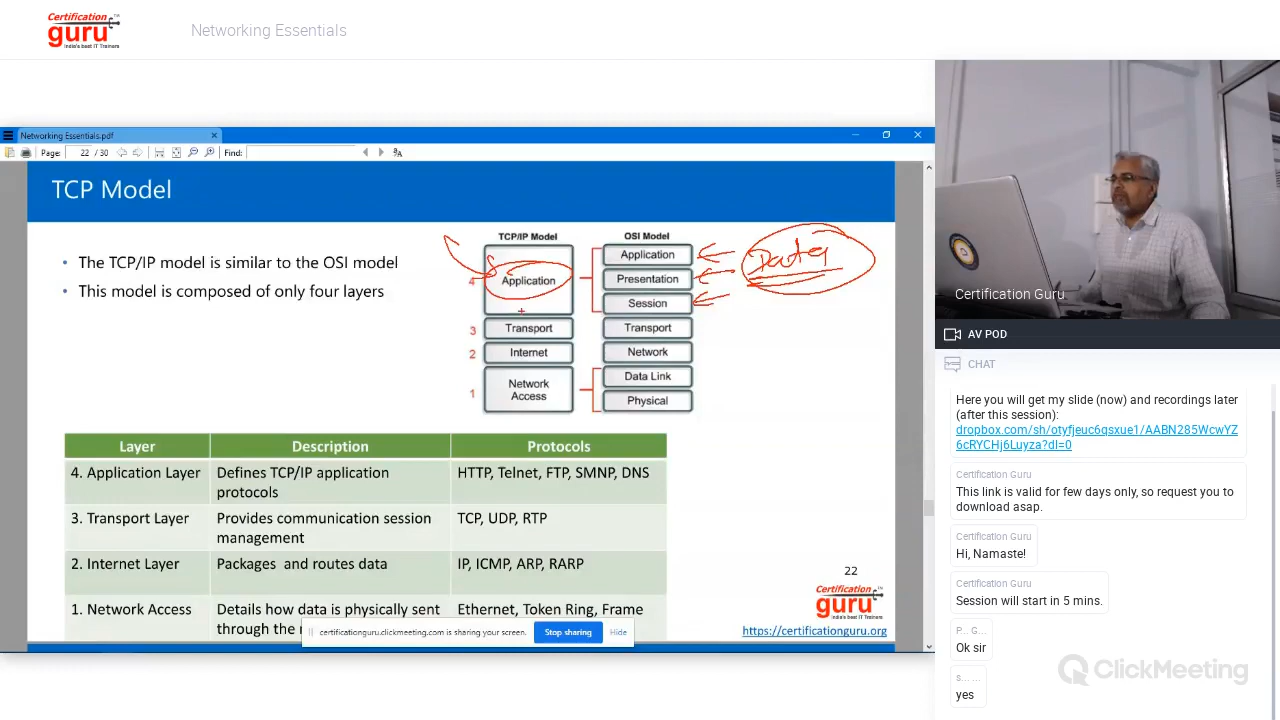 Certification
guru
India's best IT Trainers
Networking Essentials
Networking Essentials.pdf
Page: 22 / 30 Find:
TCP Model
• The TCP/IP model is similar to the OSI model
• This model is composed of only four layers
TCP/IP Model OSI Model
4 Application
Application
Presentation
Session
Data
3 Transport Transport
2 Internet Network
1 Network Access
Data Link
Physical
Layer Description Protocols
4. Application Layer Defines TCP/IP application protocols HTTP, Telnet, FTP, SMNP, DNS
3. Transport Layer Provides communication session management TCP, UDP, RTP
2. Internet Layer Packages and routes data IP, ICMP, ARP, RARP
1. Network Access Details how data is physically sent through the Ethernet, Token Ring, Frame
22
Certification
guru
India's best IT Trainers
https://certificationguru.org
certificationguru.clickmeeting.com is sharing your screen. Stop sharing Hide
Certification Guru
AV POD
CHAT
Here you will get my slide (now) and recordings later
(after this session):
dropbox.com/sh/otyfjeuc6qsxue1/AABN285WcwYZ
6cRYCHj6Luyza?dl=0
Certification Guru
This link is valid for few days only, so request you to
download asap.
Certification Guru
Hi, Namaste!
Certification Guru
Session will start in 5 mins.
P... G...
Ok sir
s... ...
yes
ClickMeeting